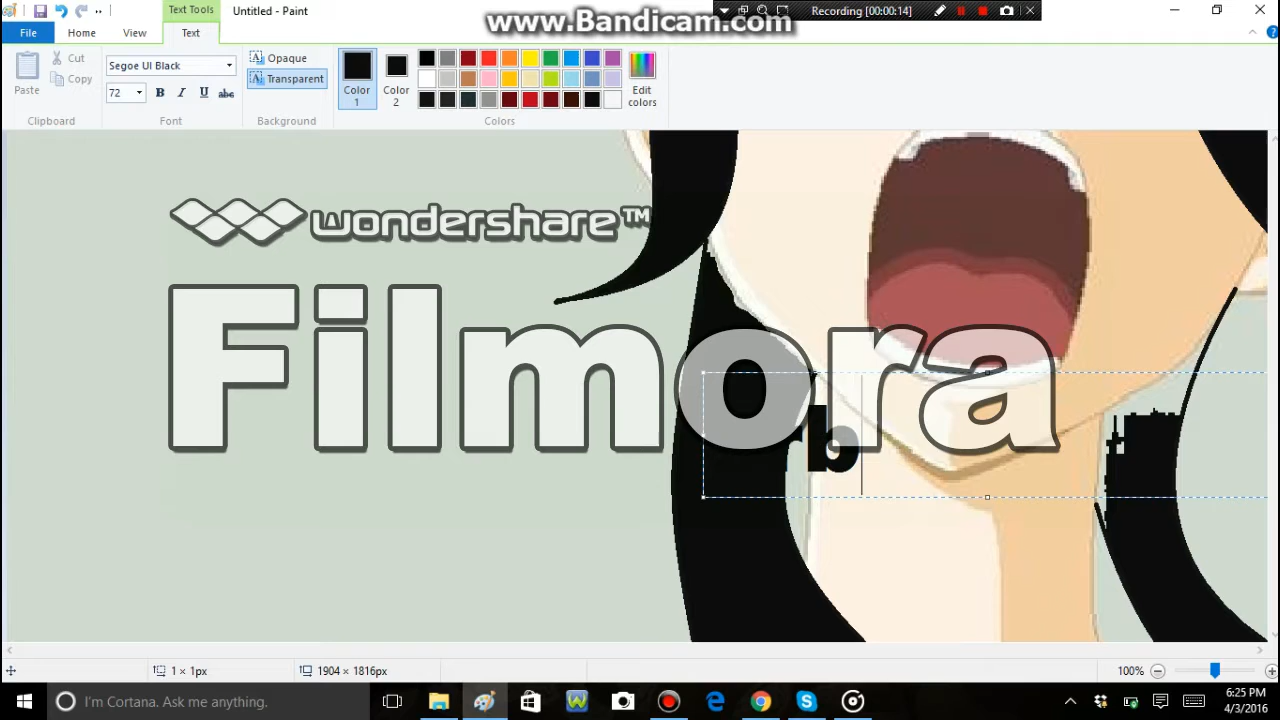 www.Bandicam.com
Recording [00:00:14]
Text Tools
Untitled - Paint
File
Home
View
Text
Paste
Cut
Copy
Clipboard
Segoe UI Black
72
B I U abc
Font
Opaque
Transparent
Background
Color 1
Color 2
Edit colors
Colors
wondershare™
Filmora
rb
1 × 1px
1904 × 1816px
100%
I'm Cortana. Ask me anything.
6:25 PM
4/3/2016